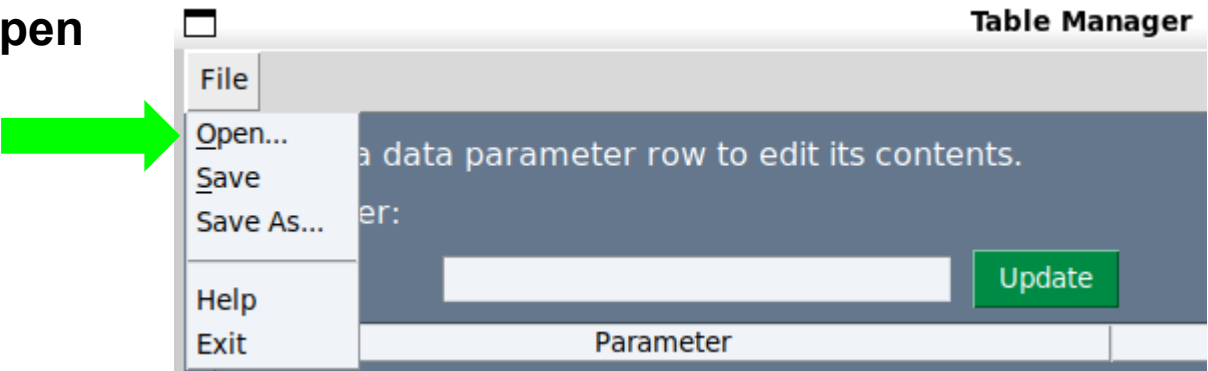 pen
Table Manager
File
Open...
a data parameter row to edit its contents.
Save
Save As...
er:
Update
Help
Exit
Parameter